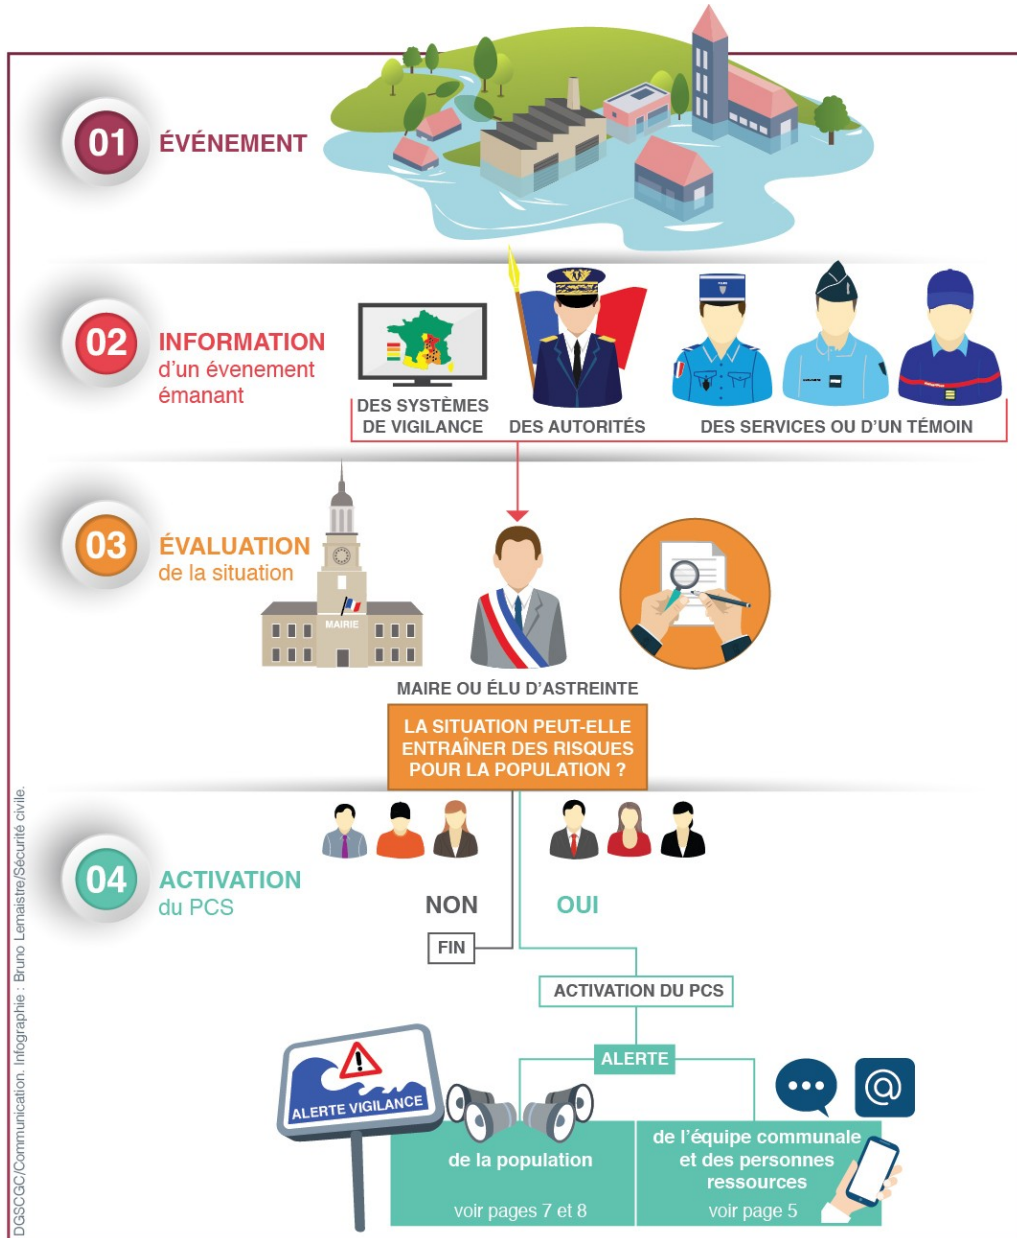 01
ÉVÉNEMENT
02
INFORMATION
d'un évenement
émanant
DES SYSTÈMES
DE VIGILANCE
DES AUTORITÉS
DES SERVICES OU D'UN TÉMOIN
03
ÉVALUATION
de la situation
MAIRIE
MAIRE OU ÉLU D'ASTREINTE
LA SITUATION PEUT-ELLE
ENTRAÎNER DES RISQUES
POUR LA POPULATION ?
04
ACTIVATION
du PCS
NON
OUI
FIN
ACTIVATION DU PCS
ALERTE
ALERTE VIGILANCE
de la population
voir pages 7 et 8
de l'équipe communale
et des personnes
ressources
voir page 5
DGSCGC/Communication. Infographie : Bruno Lemaistre/Sécurité civile.